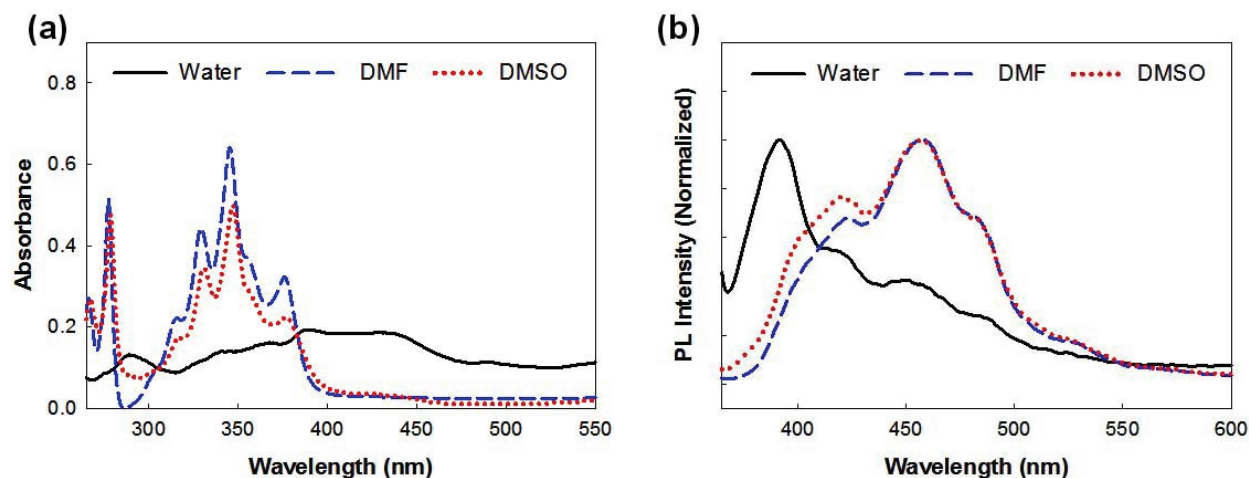 (a)
Water DMF DMSO
0.8
0.6
0.4
0.2
0.0
Absorbance
300 350 400 450 500 550
Wavelength (nm)
(b)
Water DMF DMSO
PL Intensity (Normalized)
400 450 500 550 600
Wavelength (nm)